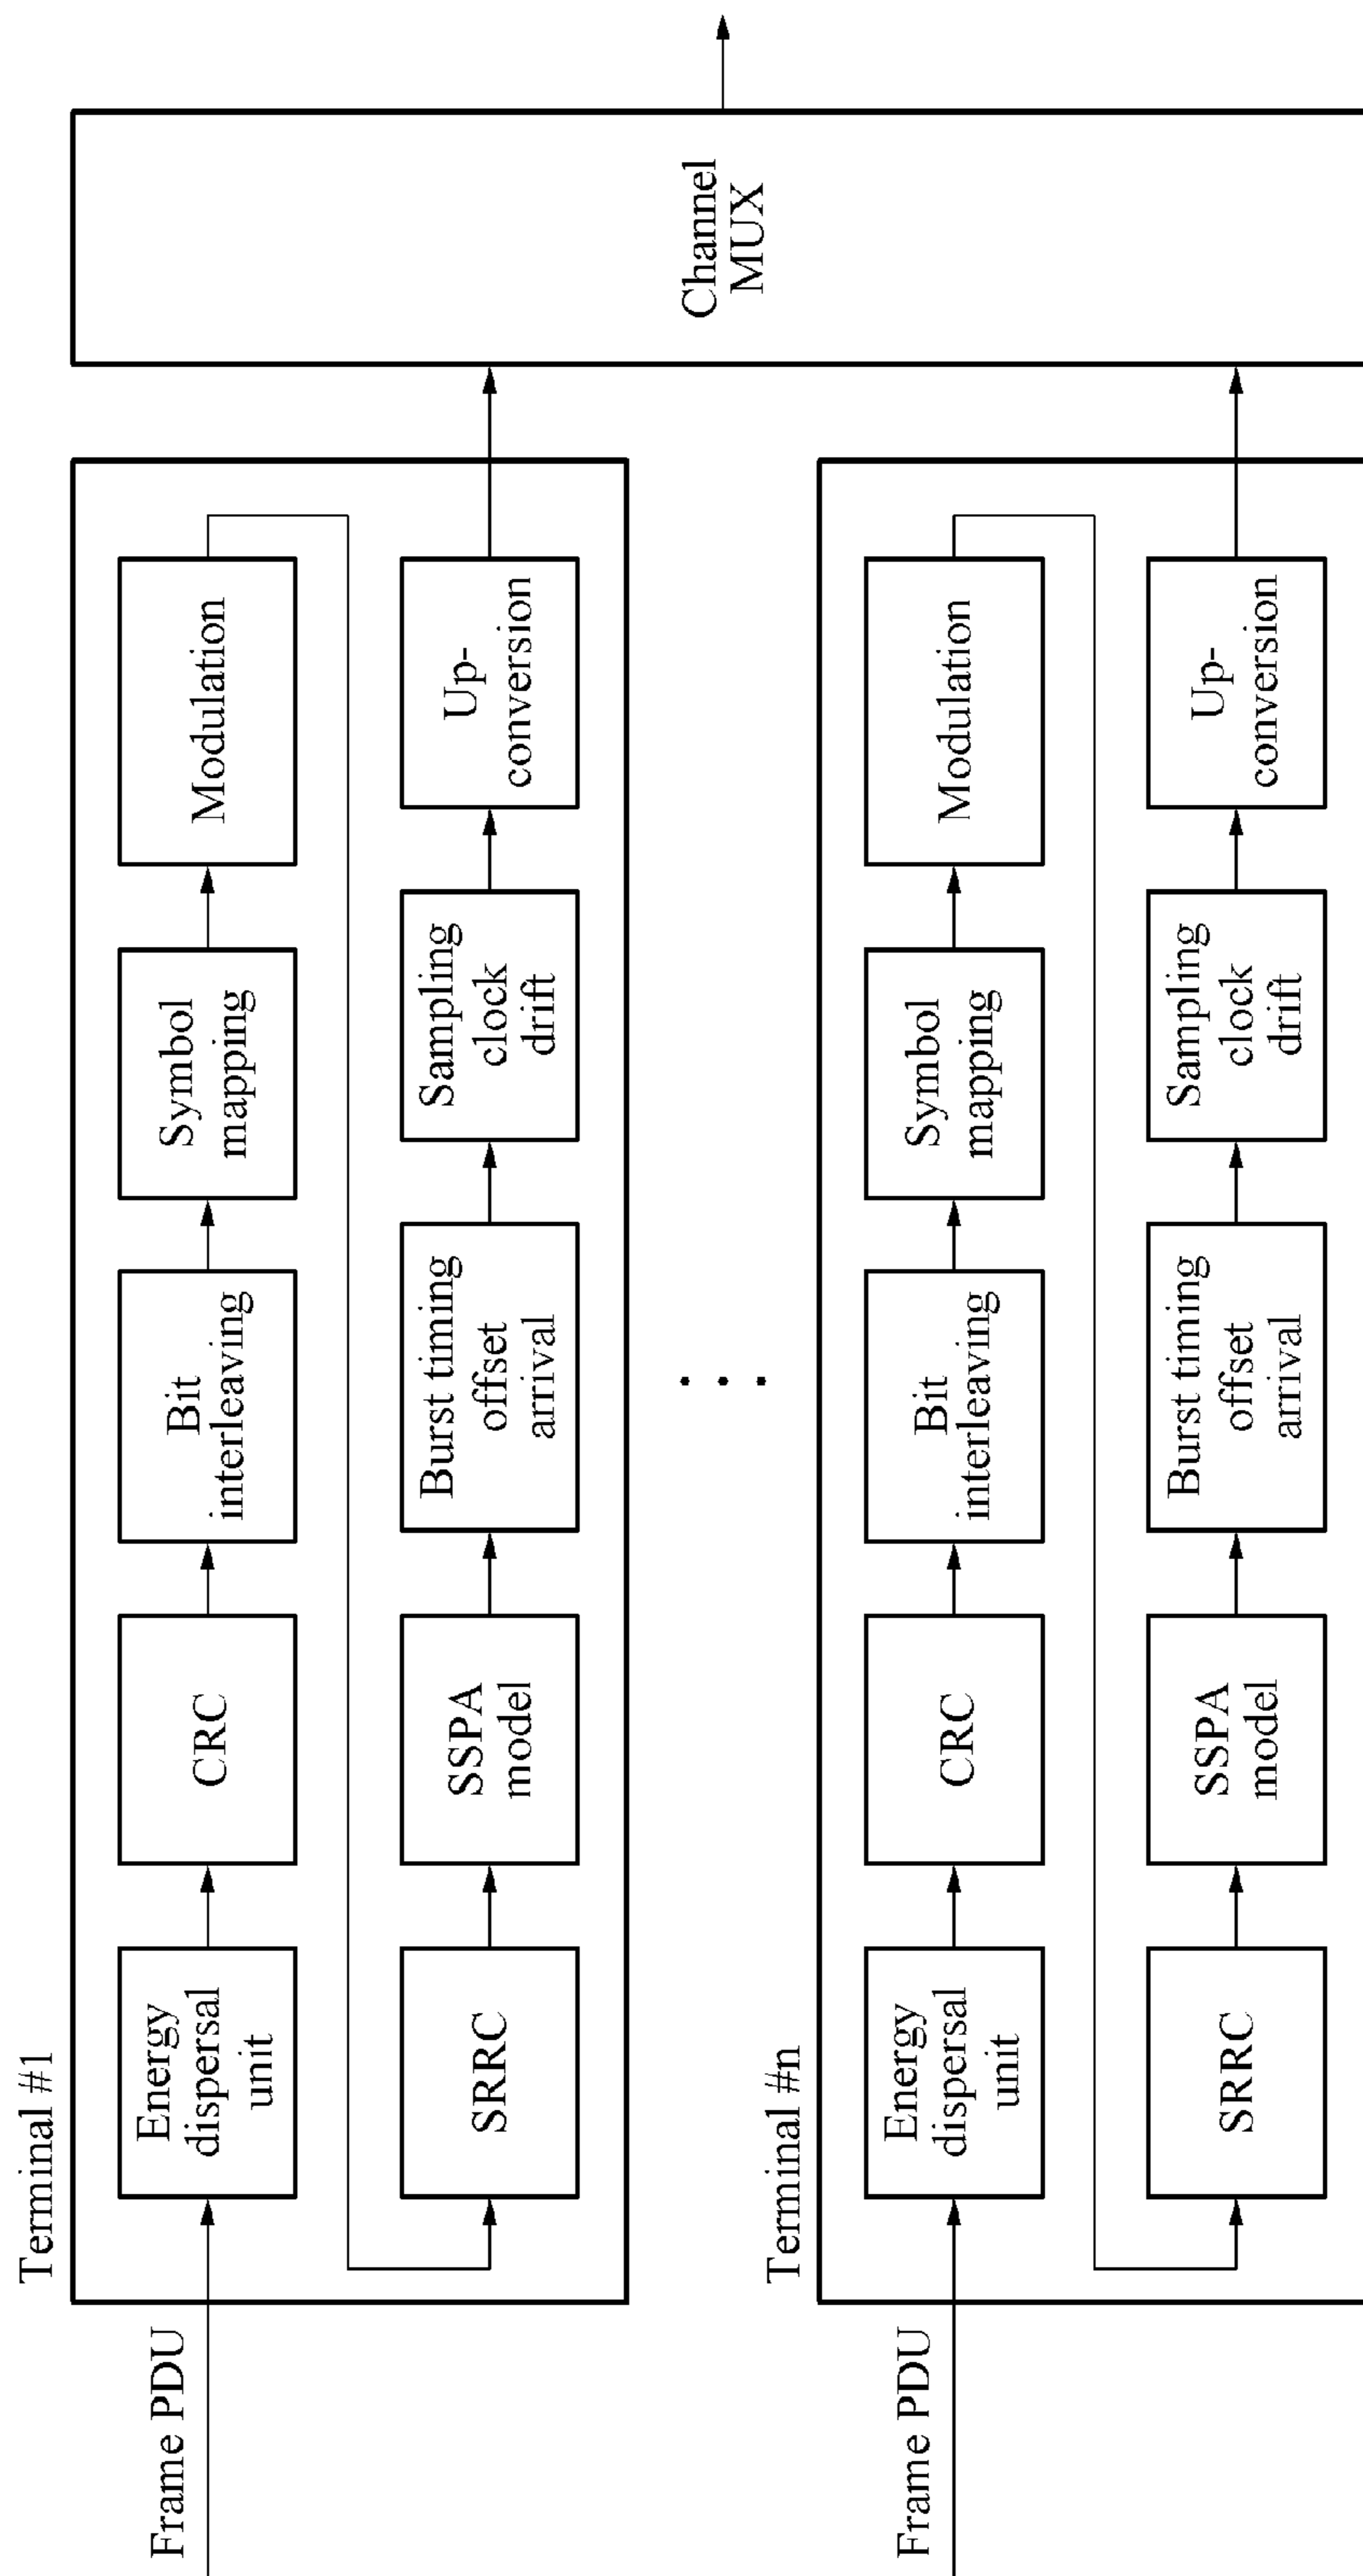 Terminal #1
Frame PDU
Energy
dispersal
unit
CRC
Bit
interleaving
Symbol
mapping
Modulation
SRRC
SSPA
model
Burst timing
offset
arrival
Sampling
clock
drift
Up-
conversion
Channel
MUX
Terminal #n
Frame PDU
Energy
dispersal
unit
CRC
Bit
interleaving
Symbol
mapping
Modulation
SRRC
SSPA
model
Burst timing
offset
arrival
Sampling
clock
drift
Up-
conversion